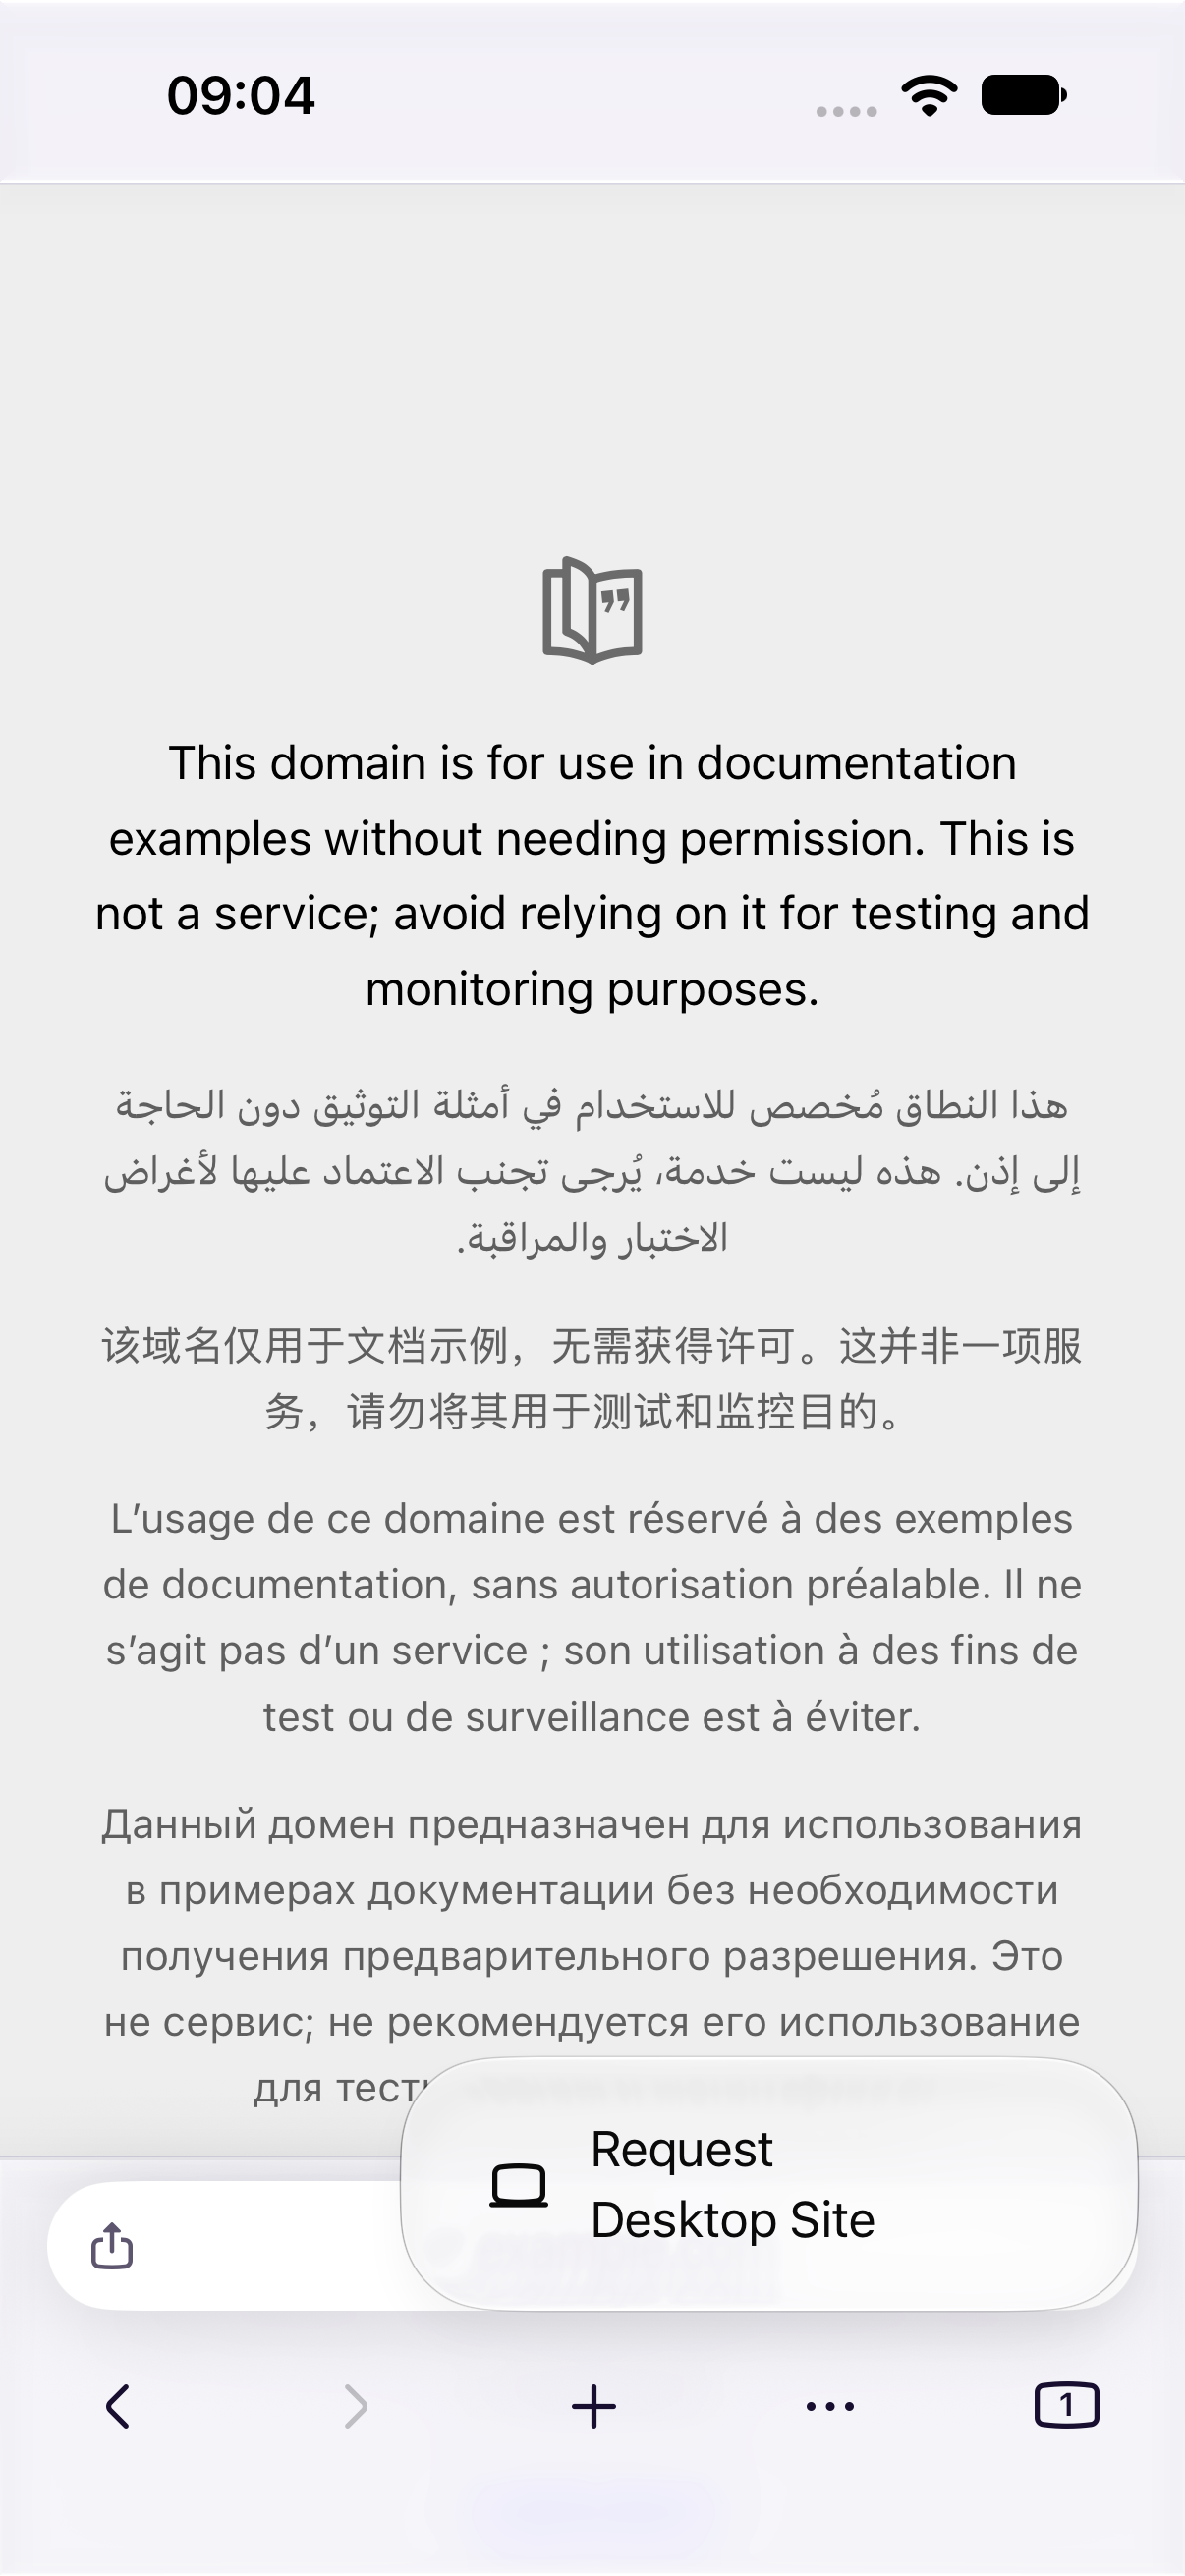 09:04
This domain is for use in documentation
examples without needing permission. This is
not a service; avoid relying on it for testing and
monitoring purposes.
هذا النطاق مُخصص للاستخدام في أمثلة التوثيق دون الحاجة
إلى إذن. هذه ليست خدمة، يُرجى تجنب الاعتماد عليها لأغراض
الاختبار والمراقبة.
该域名仅用于文档示例，无需获得许可。这并非一项服
务，请勿将其用于测试和监控目的。
L’usage de ce domaine est réservé à des exemples
de documentation, sans autorisation préalable. Il ne
s’agit pas d’un service ; son utilisation à des fins de
test ou de surveillance est à éviter.
Данный домен предназначен для использования
в примерах документации без необходимости
получения предварительного разрешения. Это
не сервис; не рекомендуется его использование
для
Request
Desktop Site
1